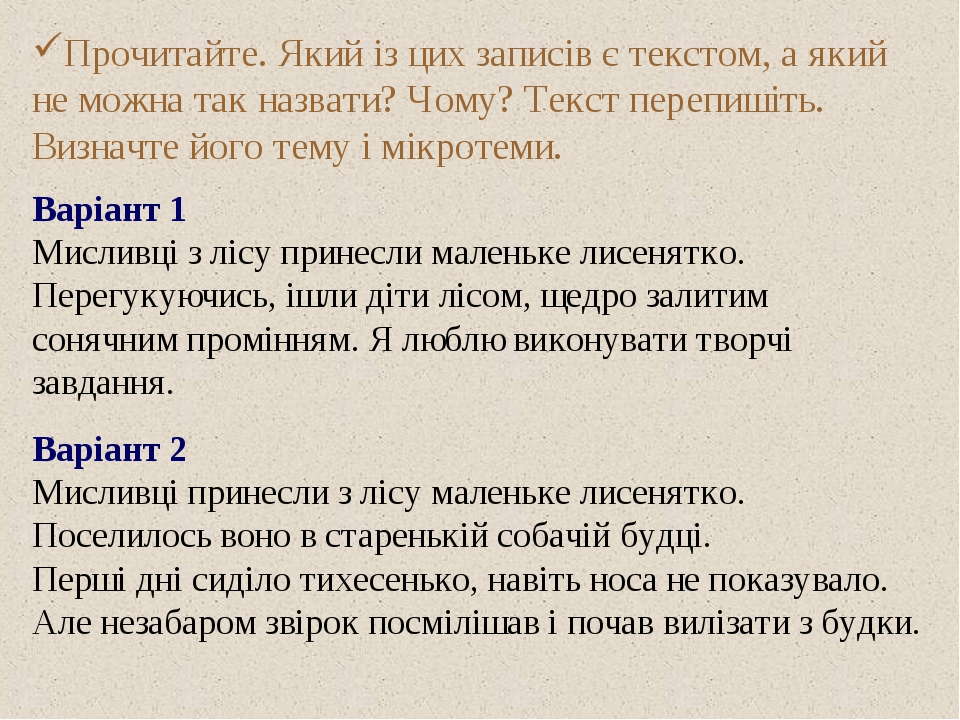 ✓Прочитайте. Який із цих записів є текстом, а який
не можна так назвати? Чому? Текст перепишіть.
Визначте його тему і мікротеми.
Варіант 1
Мисливці з лісу принесли маленьке лисенятко.
Перегукуючись, ішли діти лісом, щедро залитим
сонячним промінням. Я люблю виконувати творчі
завдання.
Варіант 2
Мисливці принесли з лісу маленьке лисенятко.
Поселилось воно в старенькій собачій будці.
Перші дні сиділо тихесенько, навіть носа не показувало.
Але незабаром звірок посмілішав і почав вилізати з будки.